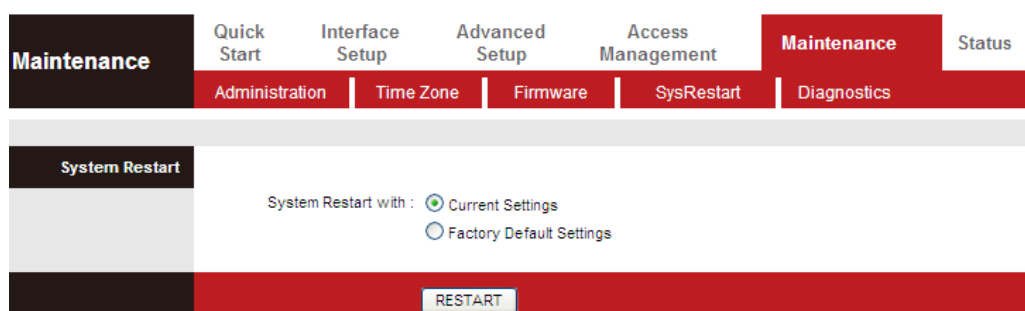 Maintenance
Quick Start
Interface Setup
Advanced Setup
Access Management
Maintenance
Status
Administration
Time Zone
Firmware
SysRestart
Diagnostics
System Restart
System Restart with :
Current Settings
Factory Default Settings
RESTART